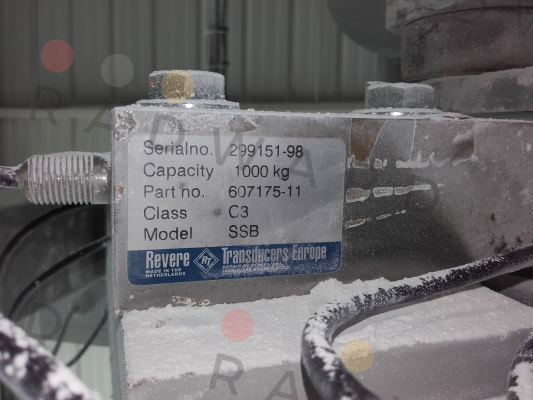 Serialno. 299151-98
Capacity 1000 kg
Part no. 607175-11
Class C3
Model SSB
Revere RT Transducers Europe
MADE IN THE
NETHERLANDS